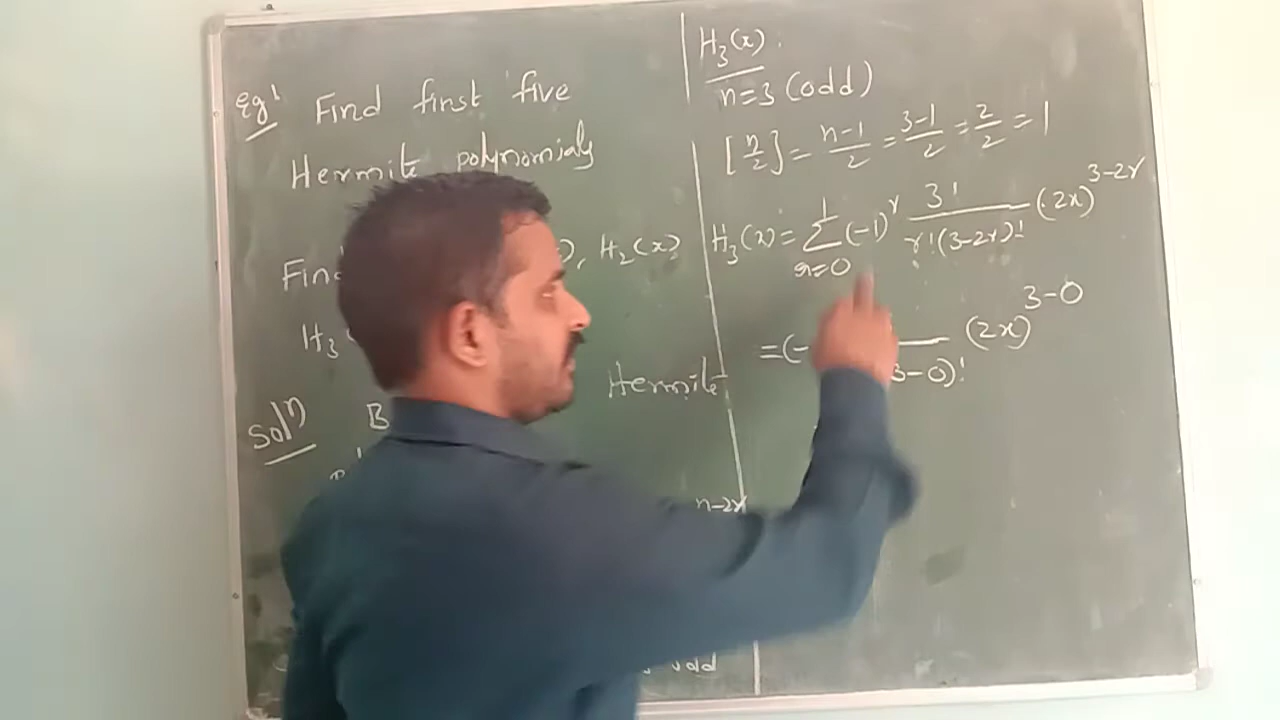 Eg!
Find first five
Hermite polynomials
), H₂(x),
H₃
Hermite
Solⁿ
B
n-2r
odd
H₃(x).
n=3 (odd)
[n/2] = n-1/2 = 3-1/2 = 2/2 = 1
H₃(x) = 1 Σ r=0 (-1)^r 3!/r!(3-2r)! (2x)^3-2r
=(- 3-0)! (2x)^3-0